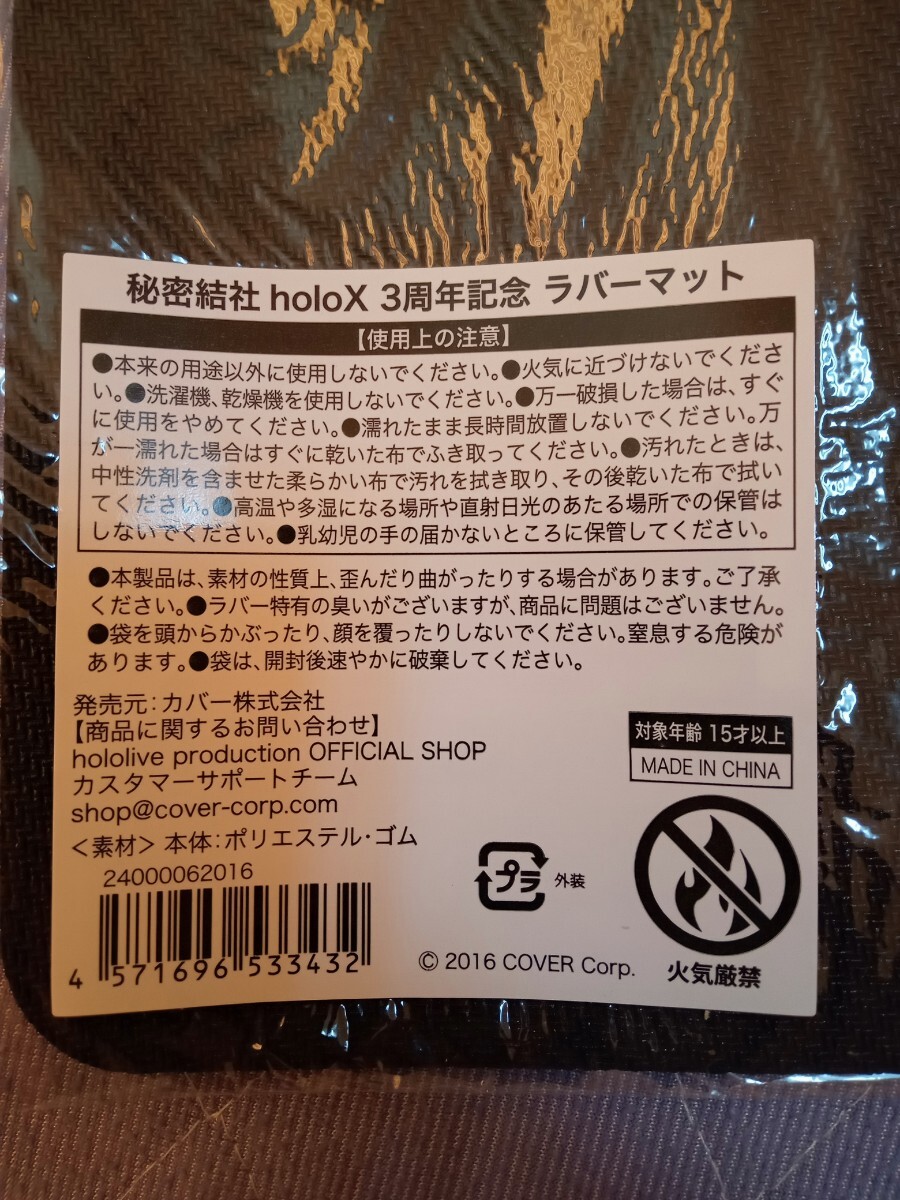 秘密結社 holoX 3周年記念 ラバーマット
【使用上の注意】
●本来の用途以外に使用しないでください。●火気に近づけないでくださ
い。●洗濯機、乾燥機を使用しないでください。●万一破損した場合は、すぐ
に使用をやめてください。●濡れたまま長時間放置しないでください。万
が一濡れた場合はすぐに乾いた布でふき取ってください。●汚れたときは、
中性洗剤を含ませた柔らかい布で汚れを拭き取り、その後乾いた布で拭い
てください。●高温や多湿になる場所や直射日光のあたる場所での保管は
しないでください。●乳幼児の手の届かないところに保管してください。
●本製品は、素材の性質上、歪んだり曲がったりする場合があります。ご了承
ください。●ラバー特有の臭いがございますが、商品に問題はございません。
●袋を頭からかぶったり、顔を覆ったりしないでください。窒息する危険が
あります。●袋は、開封後速やかに破棄してください。
発売元：カバー株式会社
【商品に関するお問い合わせ】
hololive production OFFICIAL SHOP
カスタマーサポートチーム
shop@cover-corp.com
＜素材＞本体：ポリエステル・ゴム
24000062016
4 571696 533432
対象年齢 15才以上
MADE IN CHINA
プラ 外装
© 2016 COVER Corp.
火気厳禁